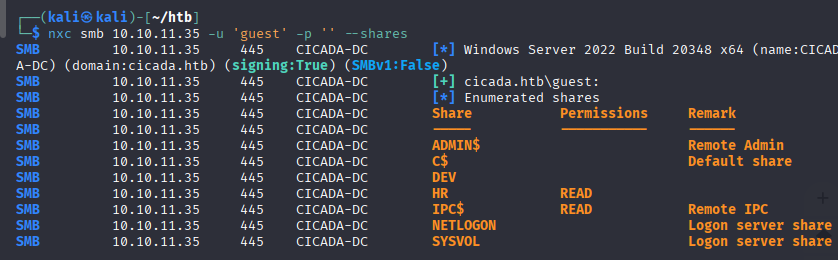 ┌──(kali㉿kali)-[~/htb]
└─$ nxc smb 10.10.11.35 -u 'guest' -p '' --shares
SMB 10.10.11.35 445 CICADA-DC [*] Windows Server 2022 Build 20348 x64 (name:CICAD
A-DC) (domain:cicada.htb) (signing:True) (SMBv1:False)
SMB 10.10.11.35 445 CICADA-DC [+] cicada.htb\guest:
SMB 10.10.11.35 445 CICADA-DC [*] Enumerated shares
SMB 10.10.11.35 445 CICADA-DC Share Permissions Remark
SMB 10.10.11.35 445 CICADA-DC ----- ----------- ------
SMB 10.10.11.35 445 CICADA-DC ADMIN$ Remote Admin
SMB 10.10.11.35 445 CICADA-DC C$ Default share
SMB 10.10.11.35 445 CICADA-DC DEV
SMB 10.10.11.35 445 CICADA-DC HR READ
SMB 10.10.11.35 445 CICADA-DC IPC$ READ Remote IPC
SMB 10.10.11.35 445 CICADA-DC NETLOGON Logon server share
SMB 10.10.11.35 445 CICADA-DC SYSVOL Logon server share